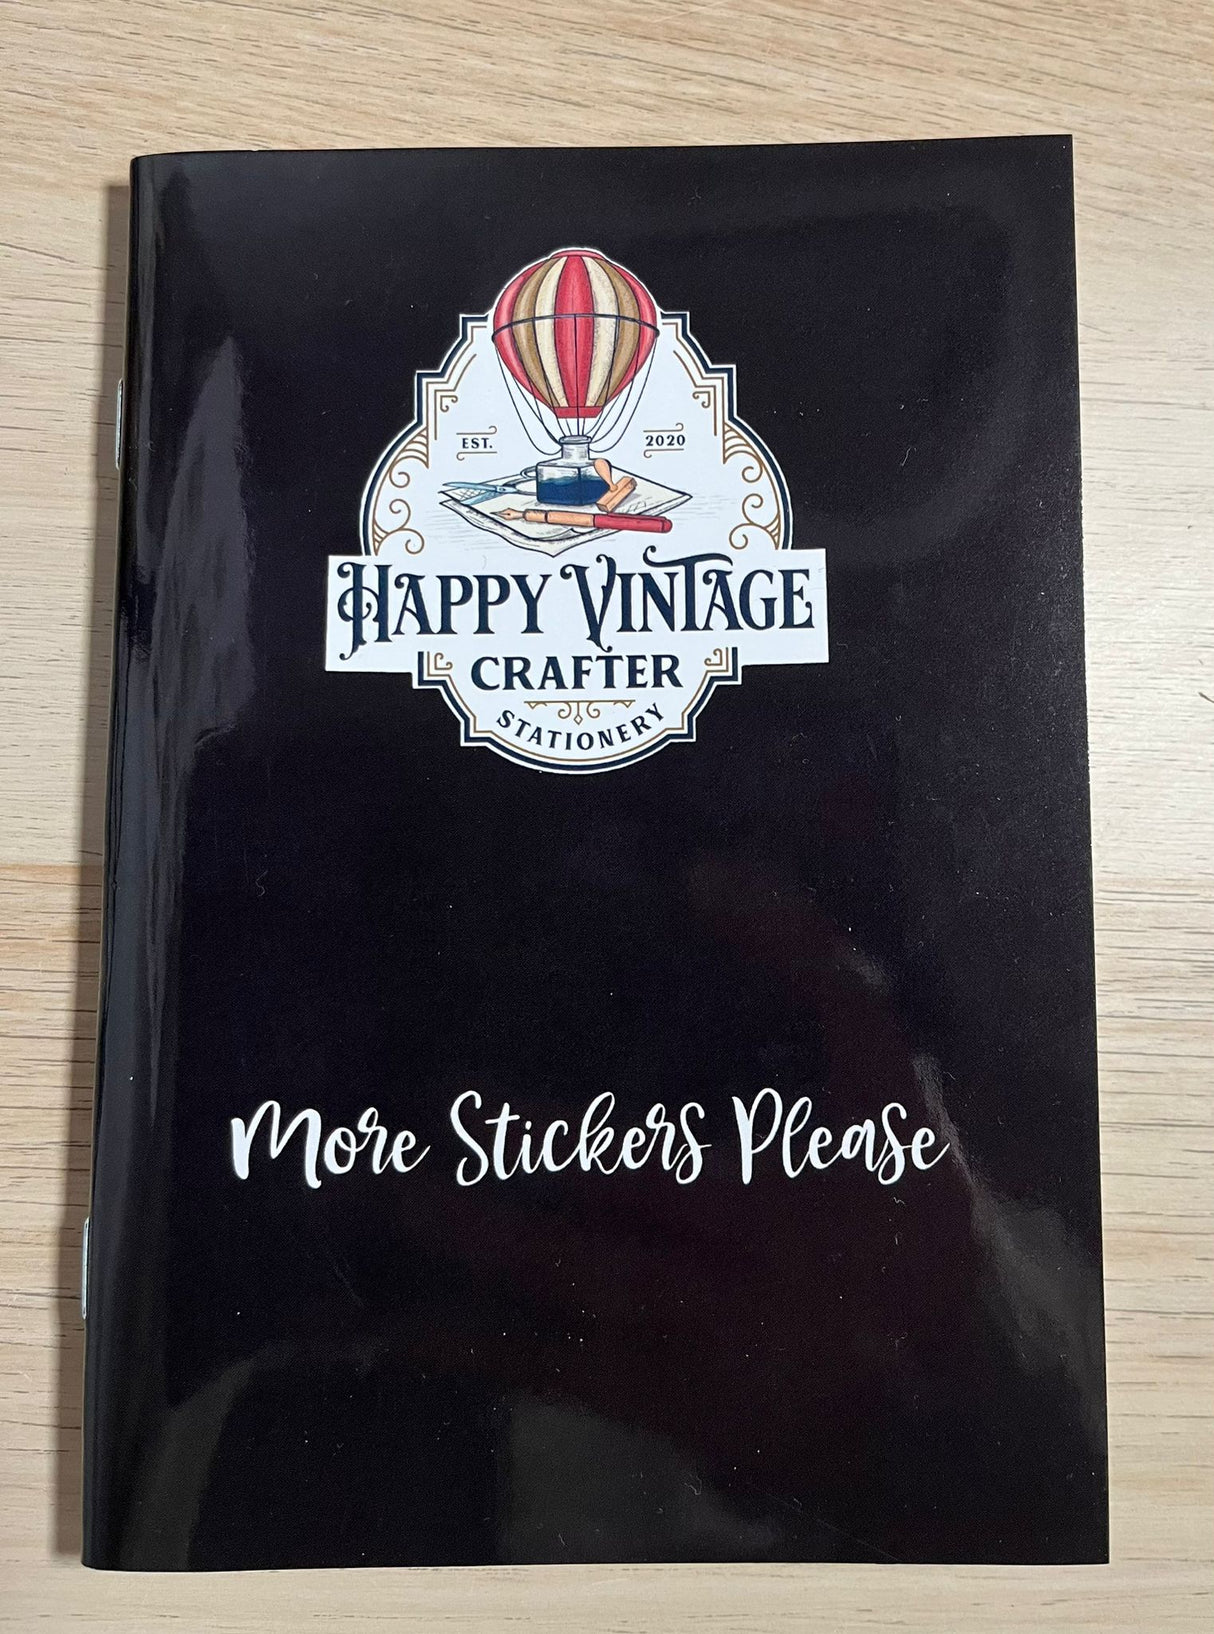 EST. 2020
HAPPY VINTAGE
CRAFTER
STATIONERY
More Stickers Please